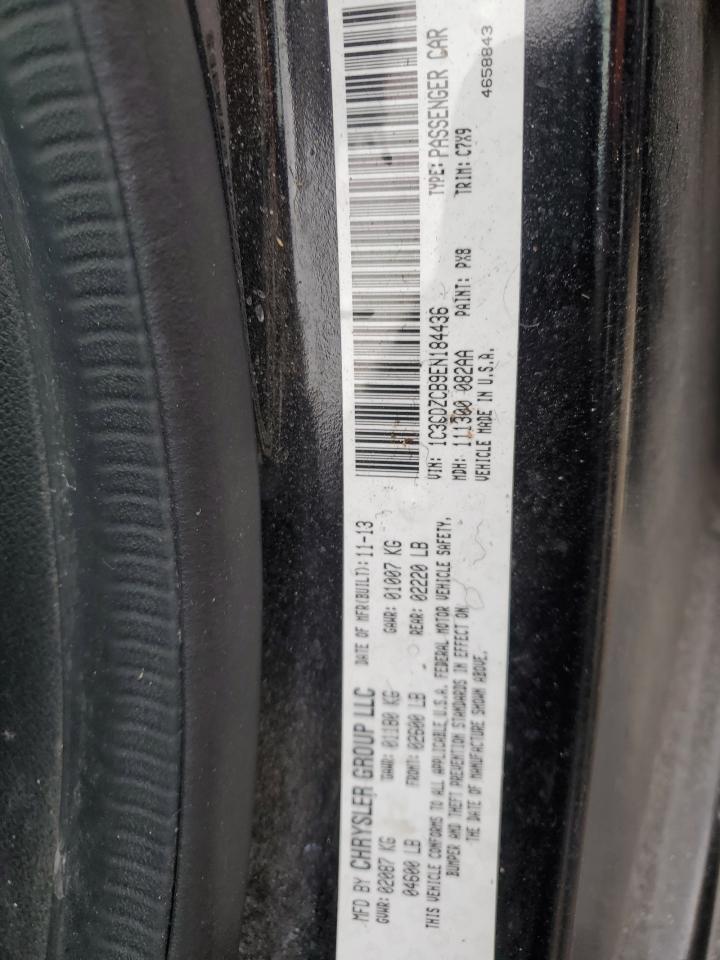 MFD BY CHRYSLER GROUP LLC DATE OF MFR(BUILT): 11-13
GVWR: 02087 KG GAWR: 01180 KG GAWR: 01007 KG
04600 LB FRONT: 02600 LB REAR: 02220 LB
THIS VEHICLE CONFORMS TO ALL APPLICABLE U.S.A. FEDERAL MOTOR VEHICLE SAFETY,
BUMPER AND THEFT PREVENTION STANDARDS IN EFFECT ON
THE DATE OF MANUFACTURE SHOWN ABOVE.
VIN: 1C3CDZCB9EN184436 TYPE: PASSENGER CAR
MDH: 111300 082AA PAINT: PX8 TRIM: C7X9
VEHICLE MADE IN U.S.A. 4658843